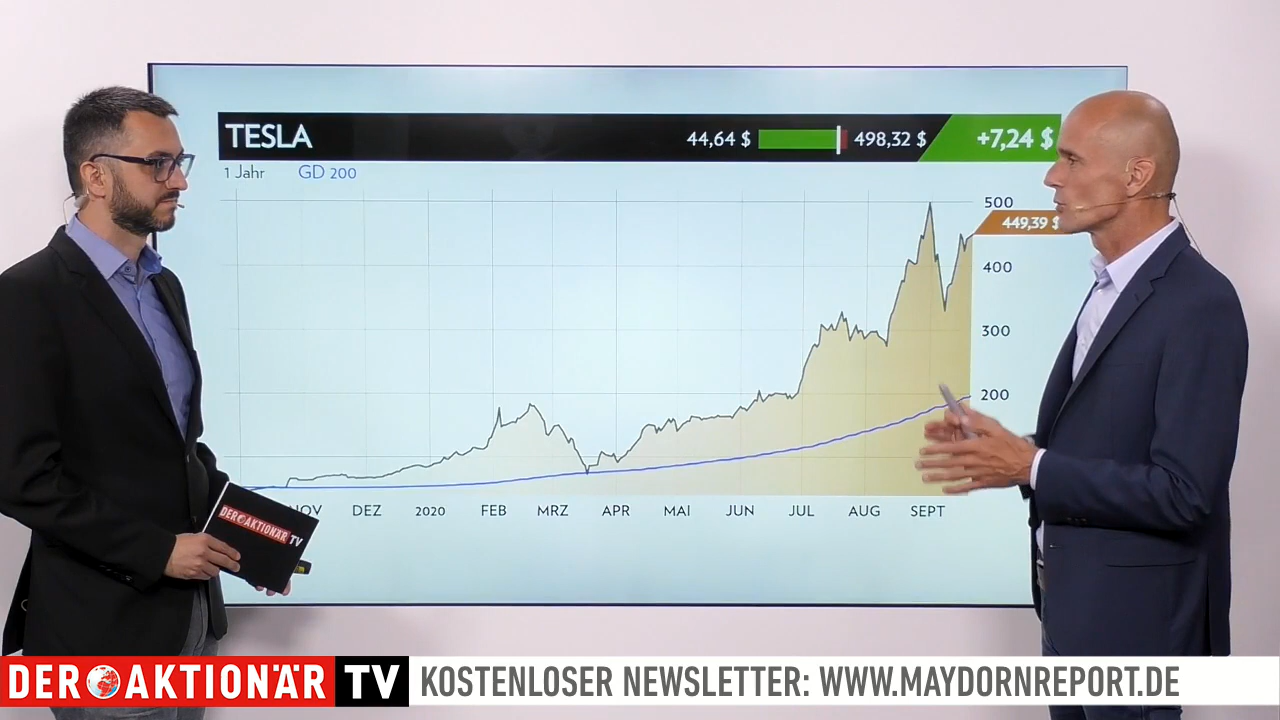 TESLA
44,64 $ 498,32 $ +7,24 $
1 Jahr GD 200
500
449,39 $
400
300
200
NOV DEZ 2020 FEB MRZ APR MAI JUN JUL AUG SEPT
DER AKTIONÄR TV
DER AKTIONÄR TV KOSTENLOSER NEWSLETTER: WWW.MAYDORNREPORT.DE